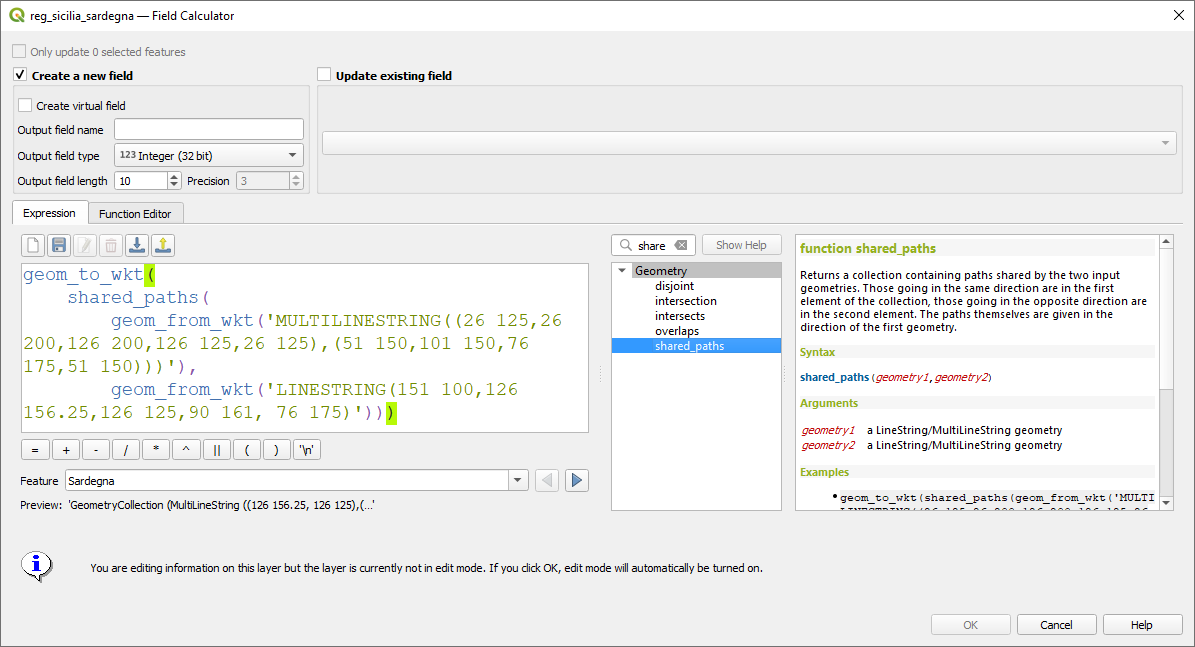 reg_sicilia_sardegna — Field Calculator
Only update 0 selected features
Create a new field
Update existing field
Create virtual field
Output field name
Output field type
123 Integer (32 bit)
Output field length
10
Precision
3
Expression
Function Editor
geom_to_wkt(
shared_paths(
geom_from_wkt('MULTILINESTRING((26 125,26
200,126 200,126 125,26 125),(51 150,101 150,76
175,51 150)))'),
geom_from_wkt('LINESTRING(151 100,126
156.25,126 125,90 161, 76 175)')))
= + - / * ^ || ( ) '\n'
Feature
Sardegna
Preview: 'GeometryCollection (MultiLineString ((126 156.25, 126 125),(...'
share
Show Help
Geometry
disjoint
intersection
intersects
overlaps
shared_paths
function shared_paths
Returns a collection containing paths shared by the two input
geometries. Those going in the same direction are in the first
element of the collection, those going in the opposite direction are
in the second element. The paths themselves are given in the
direction of the first geometry.
Syntax
shared_paths(geometry1,geometry2)
Arguments
geometry1 a LineString/MultiLineString geometry
geometry2 a LineString/MultiLineString geometry
Examples
geom_to_wkt(shared_paths(geom_from_wkt('MULTI
You are editing information on this layer but the layer is currently not in edit mode. If you click OK, edit mode will automatically be turned on.
OK
Cancel
Help